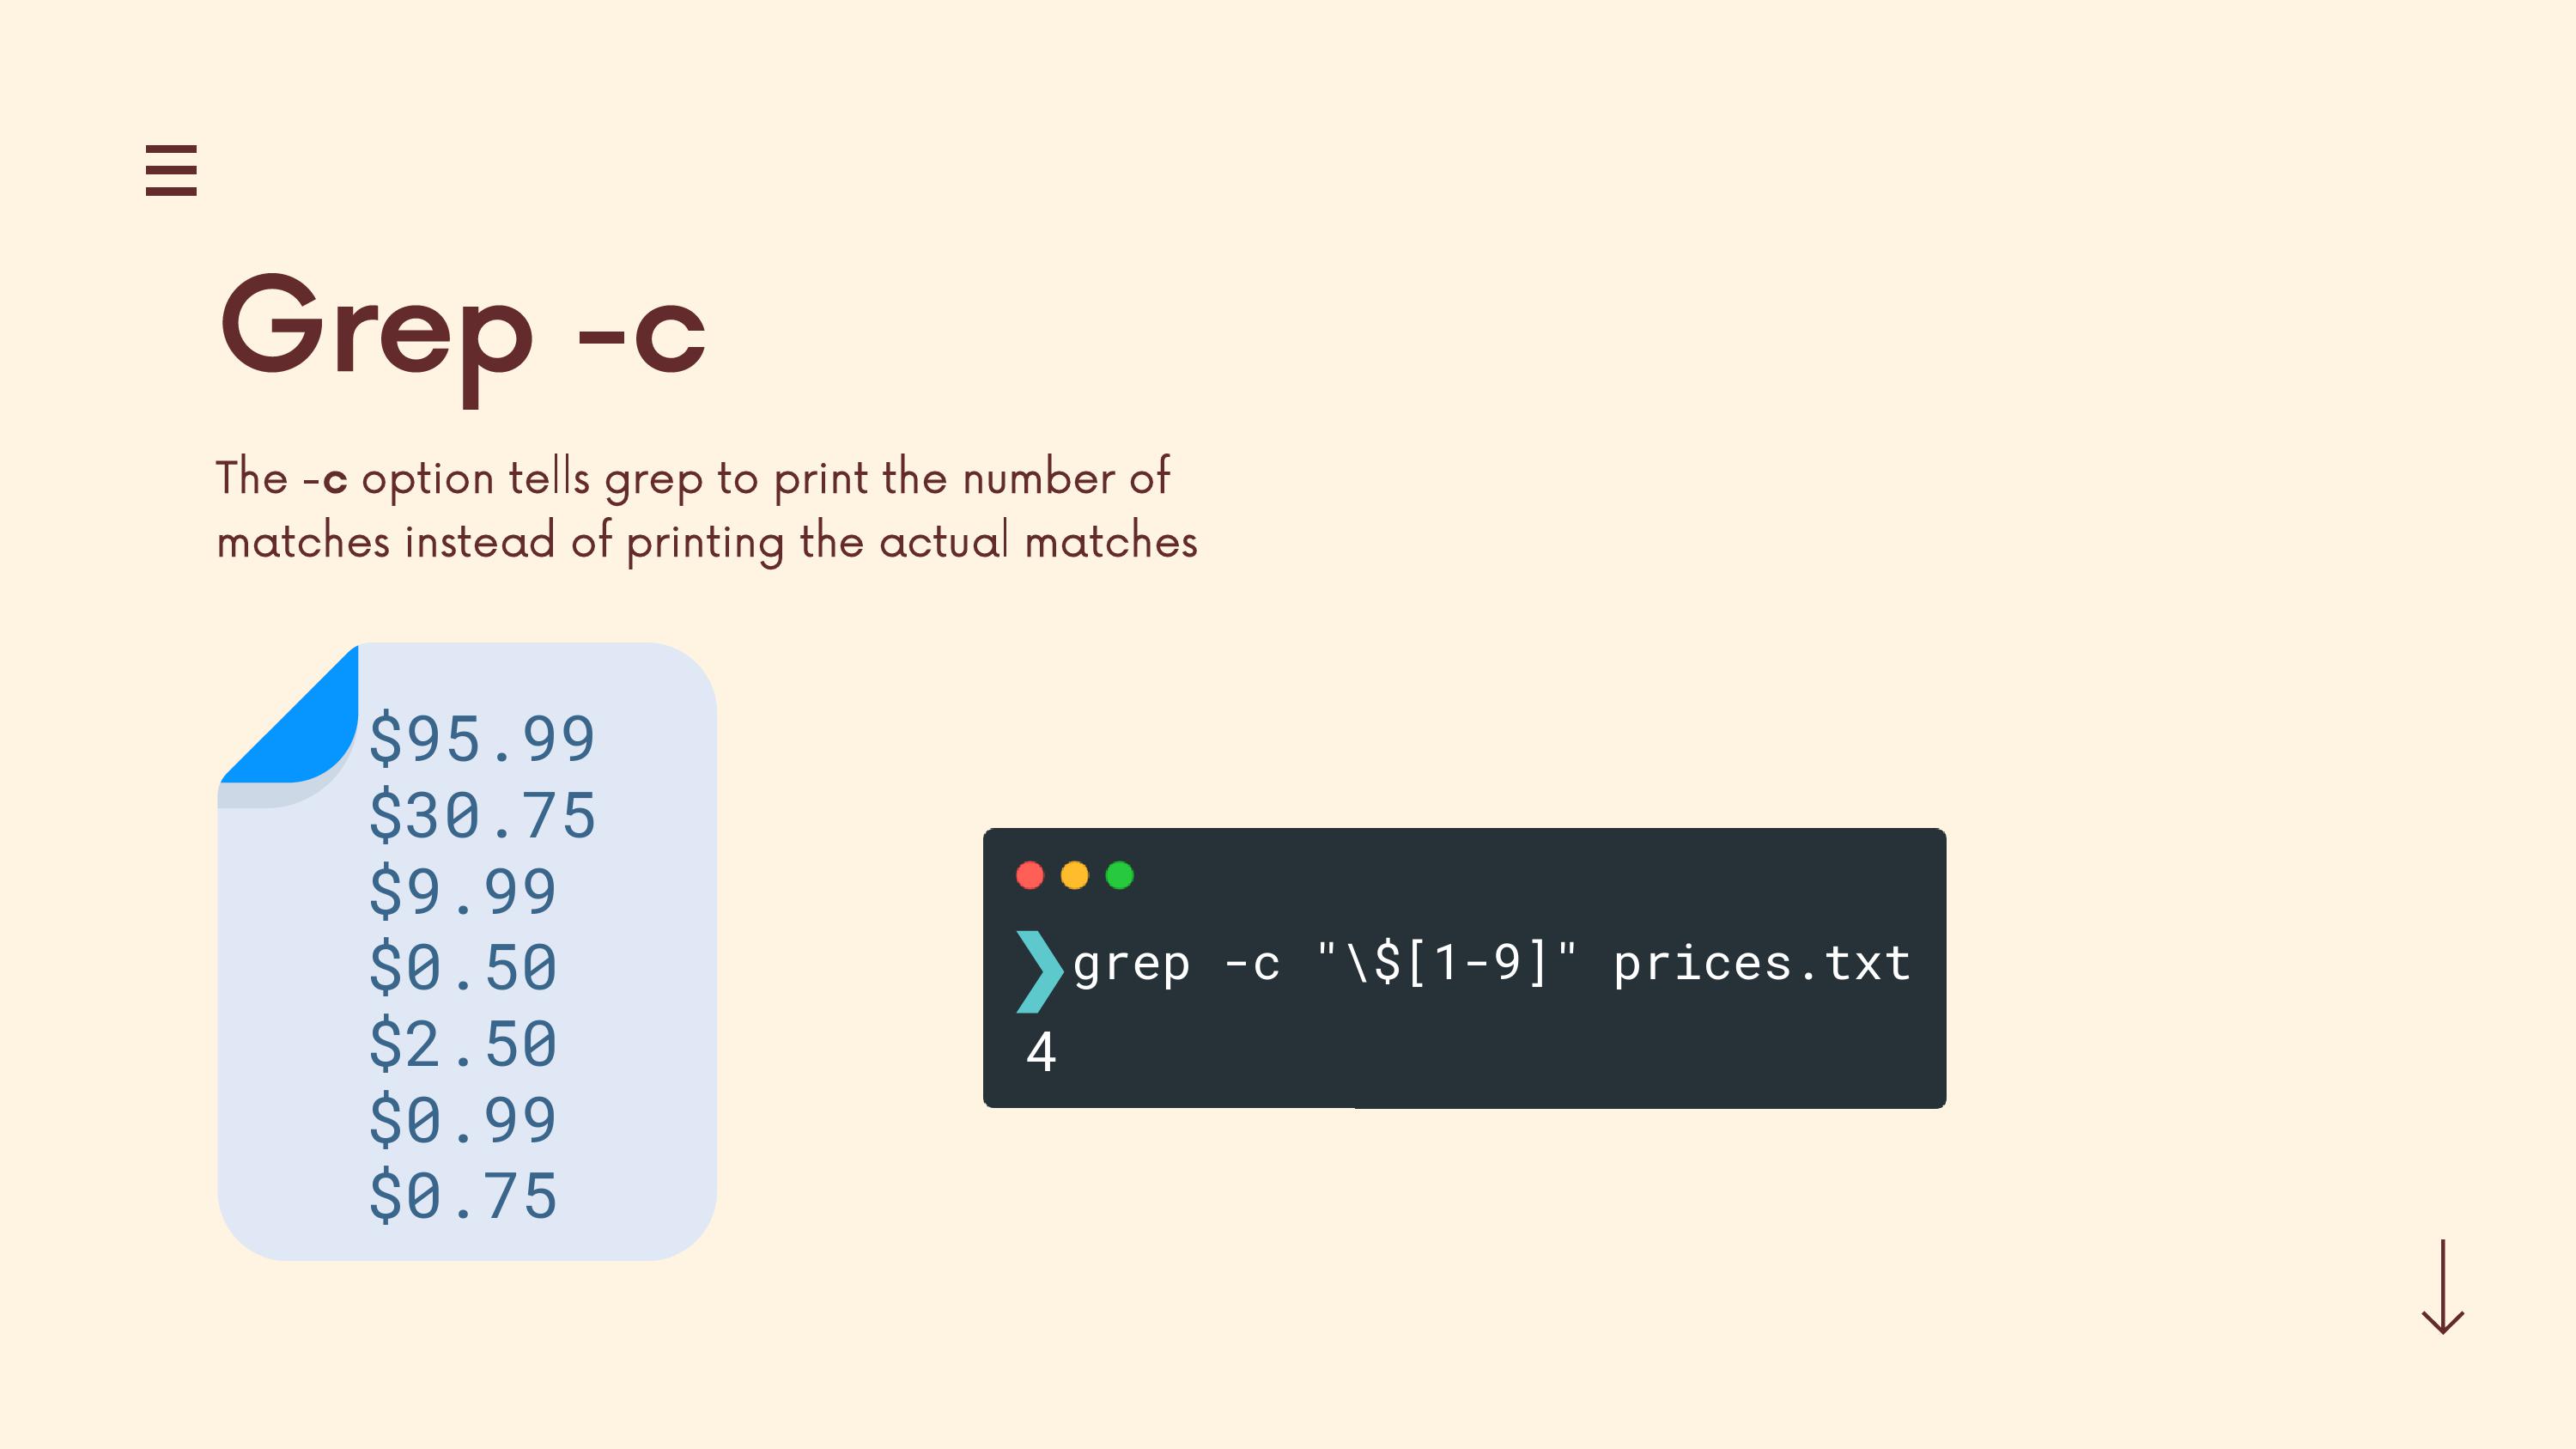 Grep -c
The -c option tells grep to print the number of
matches instead of printing the actual matches
$95.99
$30.75
$9.99
$0.50
$2.50
$0.99
$0.75
❯grep -c "\$[1-9]" prices.txt
4